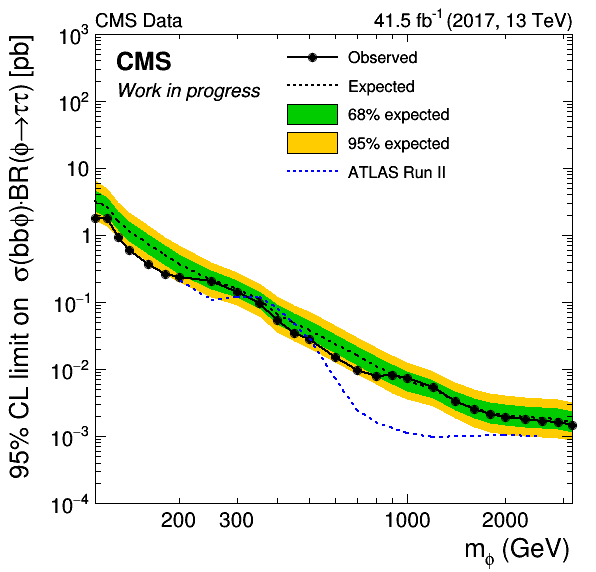 CMS Data 41.5 fb⁻¹ (2017, 13 TeV)
95% CL limit on σ(bbφ)·BR(φ→ττ) [pb]
10³
10²
10
1
10⁻¹
10⁻²
10⁻³
10⁻⁴
CMS
Work in progress
Observed
Expected
68% expected
95% expected
ATLAS Run II
200 300 1000 2000
m_φ (GeV)